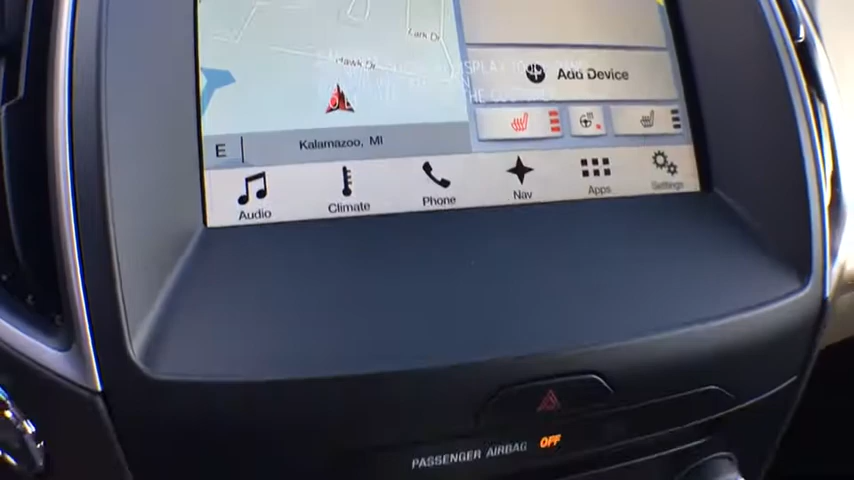 Lark Dr
Hawk Dr
Add Device
E
KALAMAZOO, MI
Audio
Climate
Phone
Nav
Apps
Settings
PASSENGER AIRBAG OFF